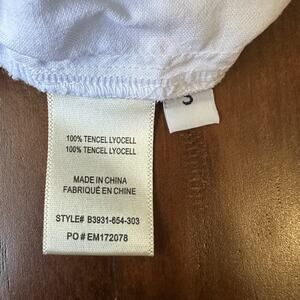 100% TENCEL LYOCELL
100% TENCEL LYOCELL
MADE IN CHINA
FABRIQUÉ EN CHINE
STYLE# B3931-654-303
PO # EM172078